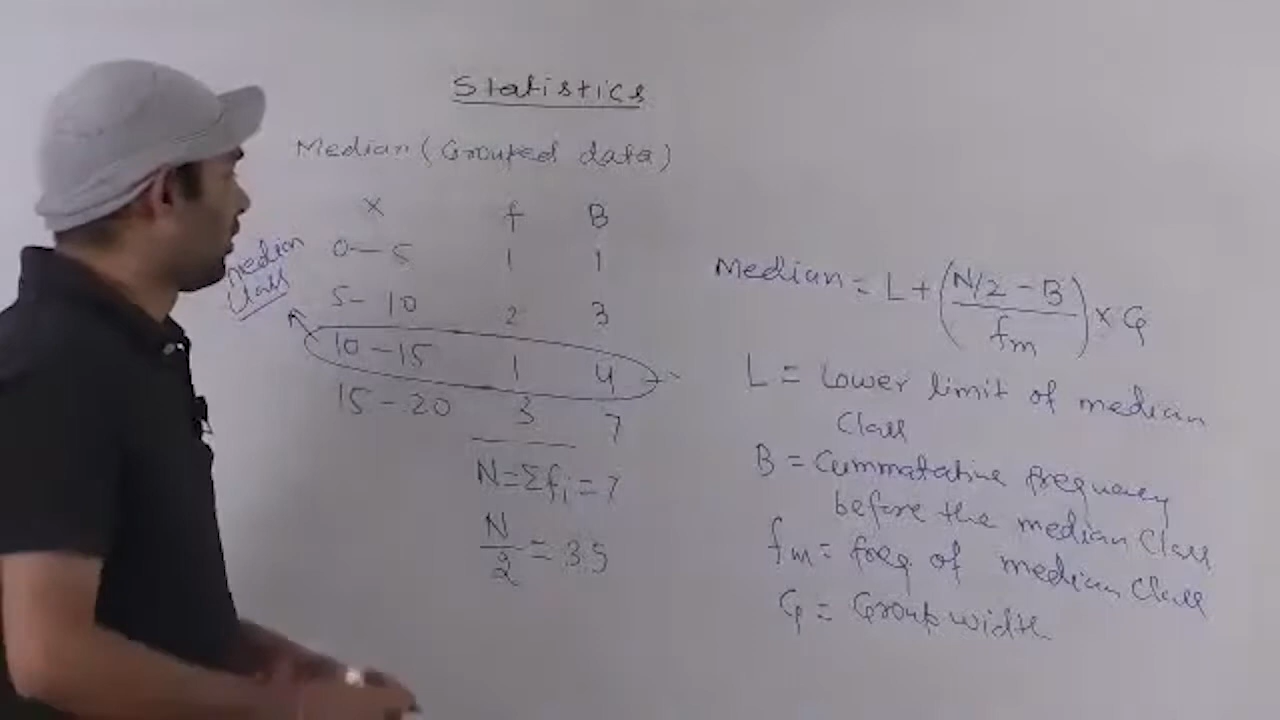 Statistics
Median (Grouped data)
x f B
0-5 1 1
5-10 2 3
10-15 1 4
15-20 3 7
N=Σfi=7
N/2 = 3.5
median
class
Median = L + ((N/2 - B)/fm) × G
L = Lower limit of median
Class
B = Cummatative frequency
before the median Class
fm = freq of median Class
G = Group width